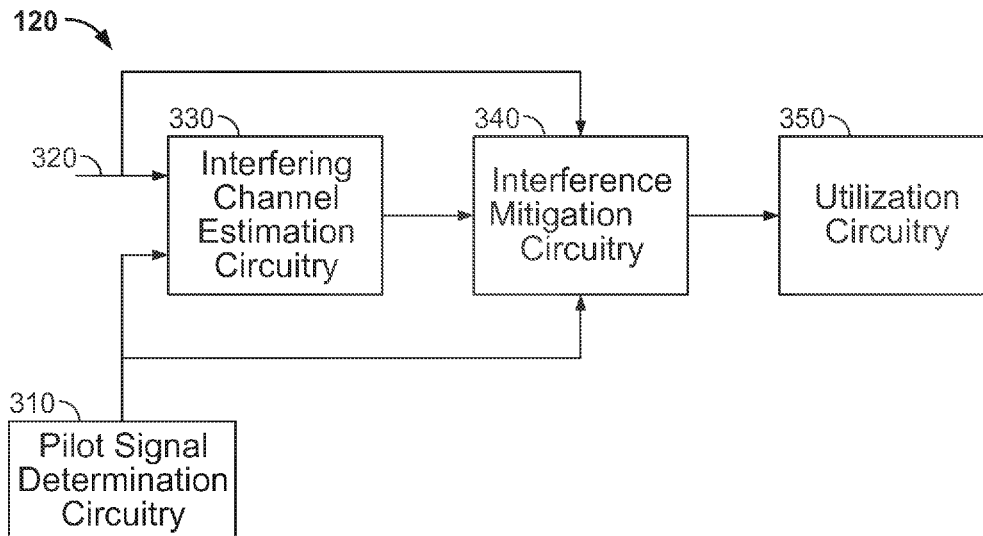 120
330
340
350
320
Interfering
Channel
Estimation
Circuitry
Interference
Mitigation
Circuitry
Utilization
Circuitry
310
Pilot Signal
Determination
Circuitry